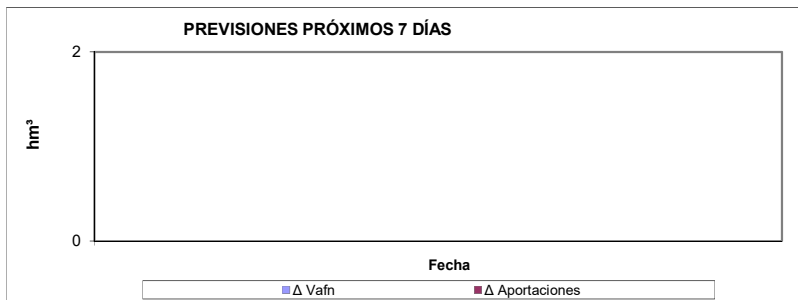 PREVISIONES PRÓXIMOS 7 DÍAS
2
hm³
0
Fecha
Δ Vafn Δ Aportaciones